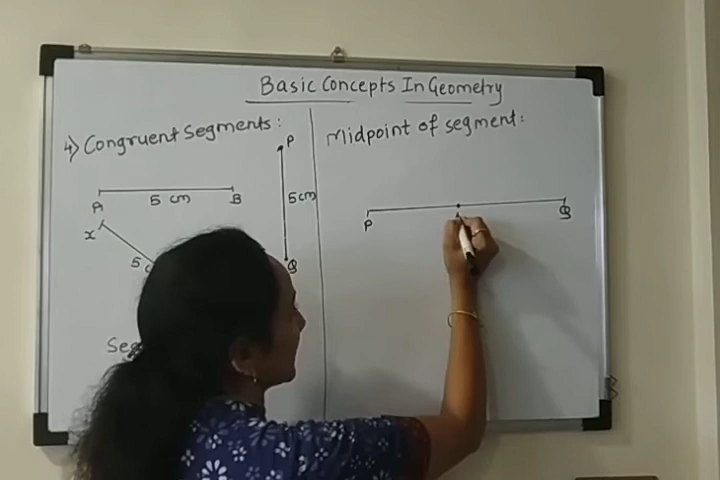 Basic Concepts In Geometry
4) Congruent Segments:
P
5 cm
A
5 cm
B
x
5
Q
Seg
Midpoint of segment:
P
Q